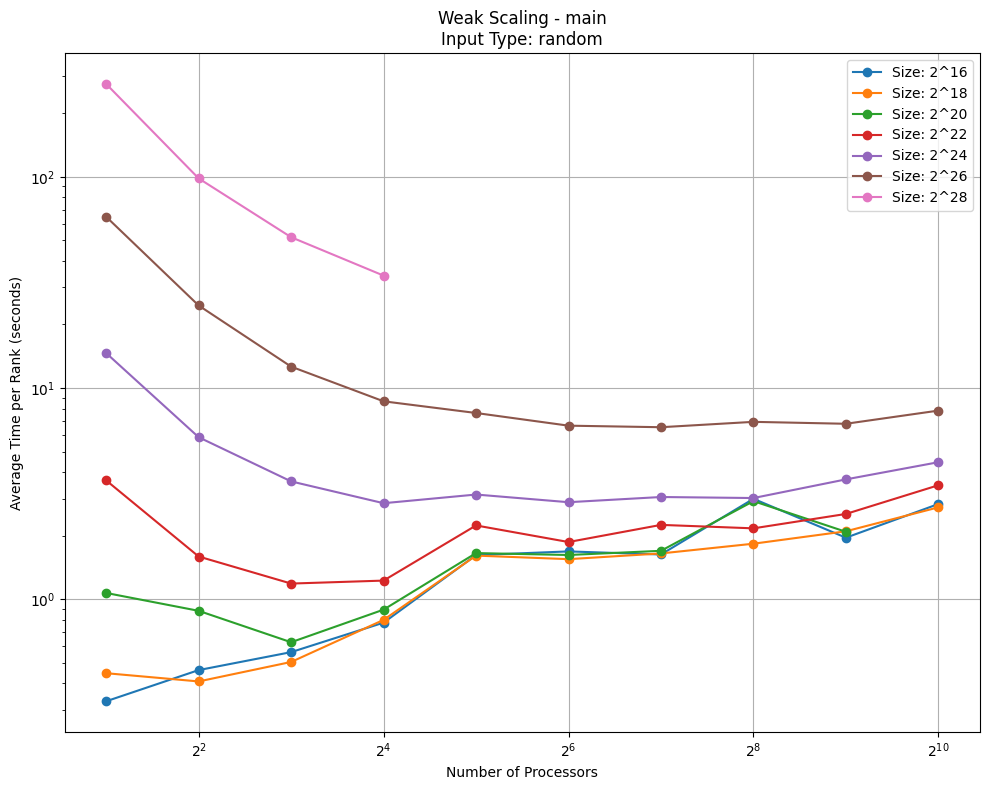 Weak Scaling - main
Input Type: random
Average Time per Rank (seconds)
10^2
10^1
10^0
2^2
2^4
2^6
2^8
2^10
Number of Processors
Size: 2^16
Size: 2^18
Size: 2^20
Size: 2^22
Size: 2^24
Size: 2^26
Size: 2^28